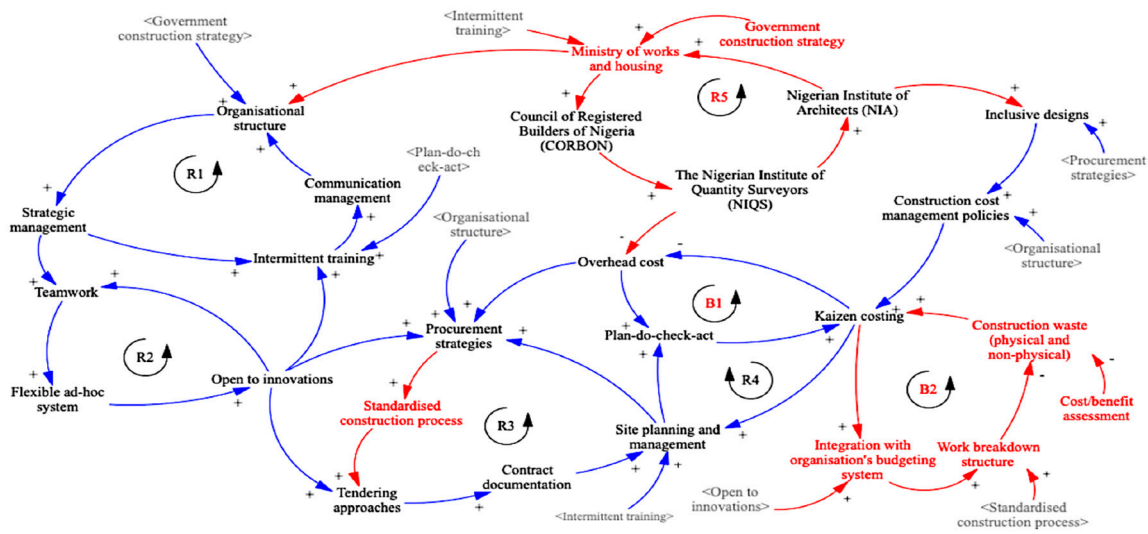 <Government
construction strategy>
<Intermittent
training>
Government
construction strategy
Ministry of works
and housing
R5
Organisational
structure
Council of Registered
Builders of Nigeria
(CORBON)
Nigerian Institute of
Architects (NIA)
Inclusive designs
<Plan-do-ch
eck-act>
<Procurement
strategies>
R1
Communication
management
The Nigerian Institute of
Quantity Surveyors
(NIQS)
Construction cost
management policies
Strategic
management
<Organisational
structure>
<Organisational
structure>
Intermittent training
Overhead cost
Teamwork
B1
Kaizen costing
Construction waste
(physical and
non-physical)
Procurement
strategies
Plan-do-check-act
R2
Open to innovations
R4
B2
Flexible ad-hoc
system
Standardised
construction process
R3
Cost/benefit
assessment
Site planning and
management
Integration with
organisation's budgeting
system
Work breakdown
structure
Contract
documentation
Tendering
approaches
<Open to
innovations>
<Intermittent training>
<Standardised
construction process>